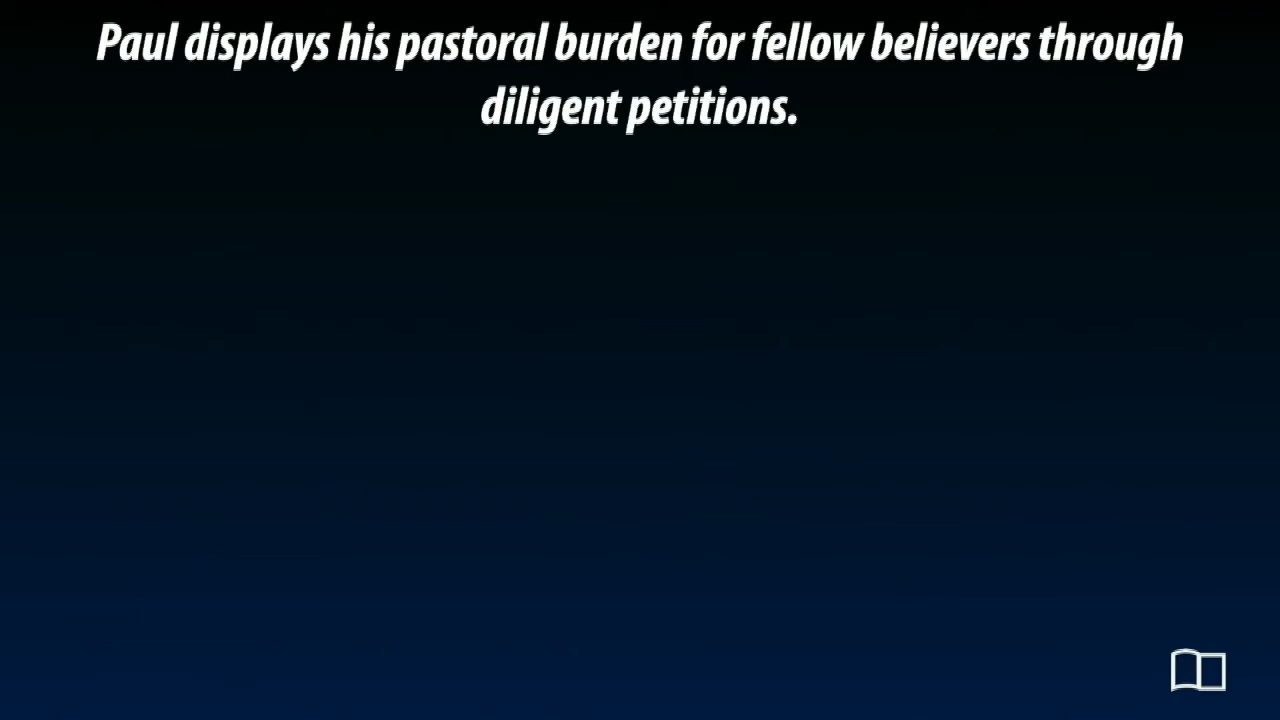 Paul displays his pastoral burden for fellow believers through
diligent petitions.